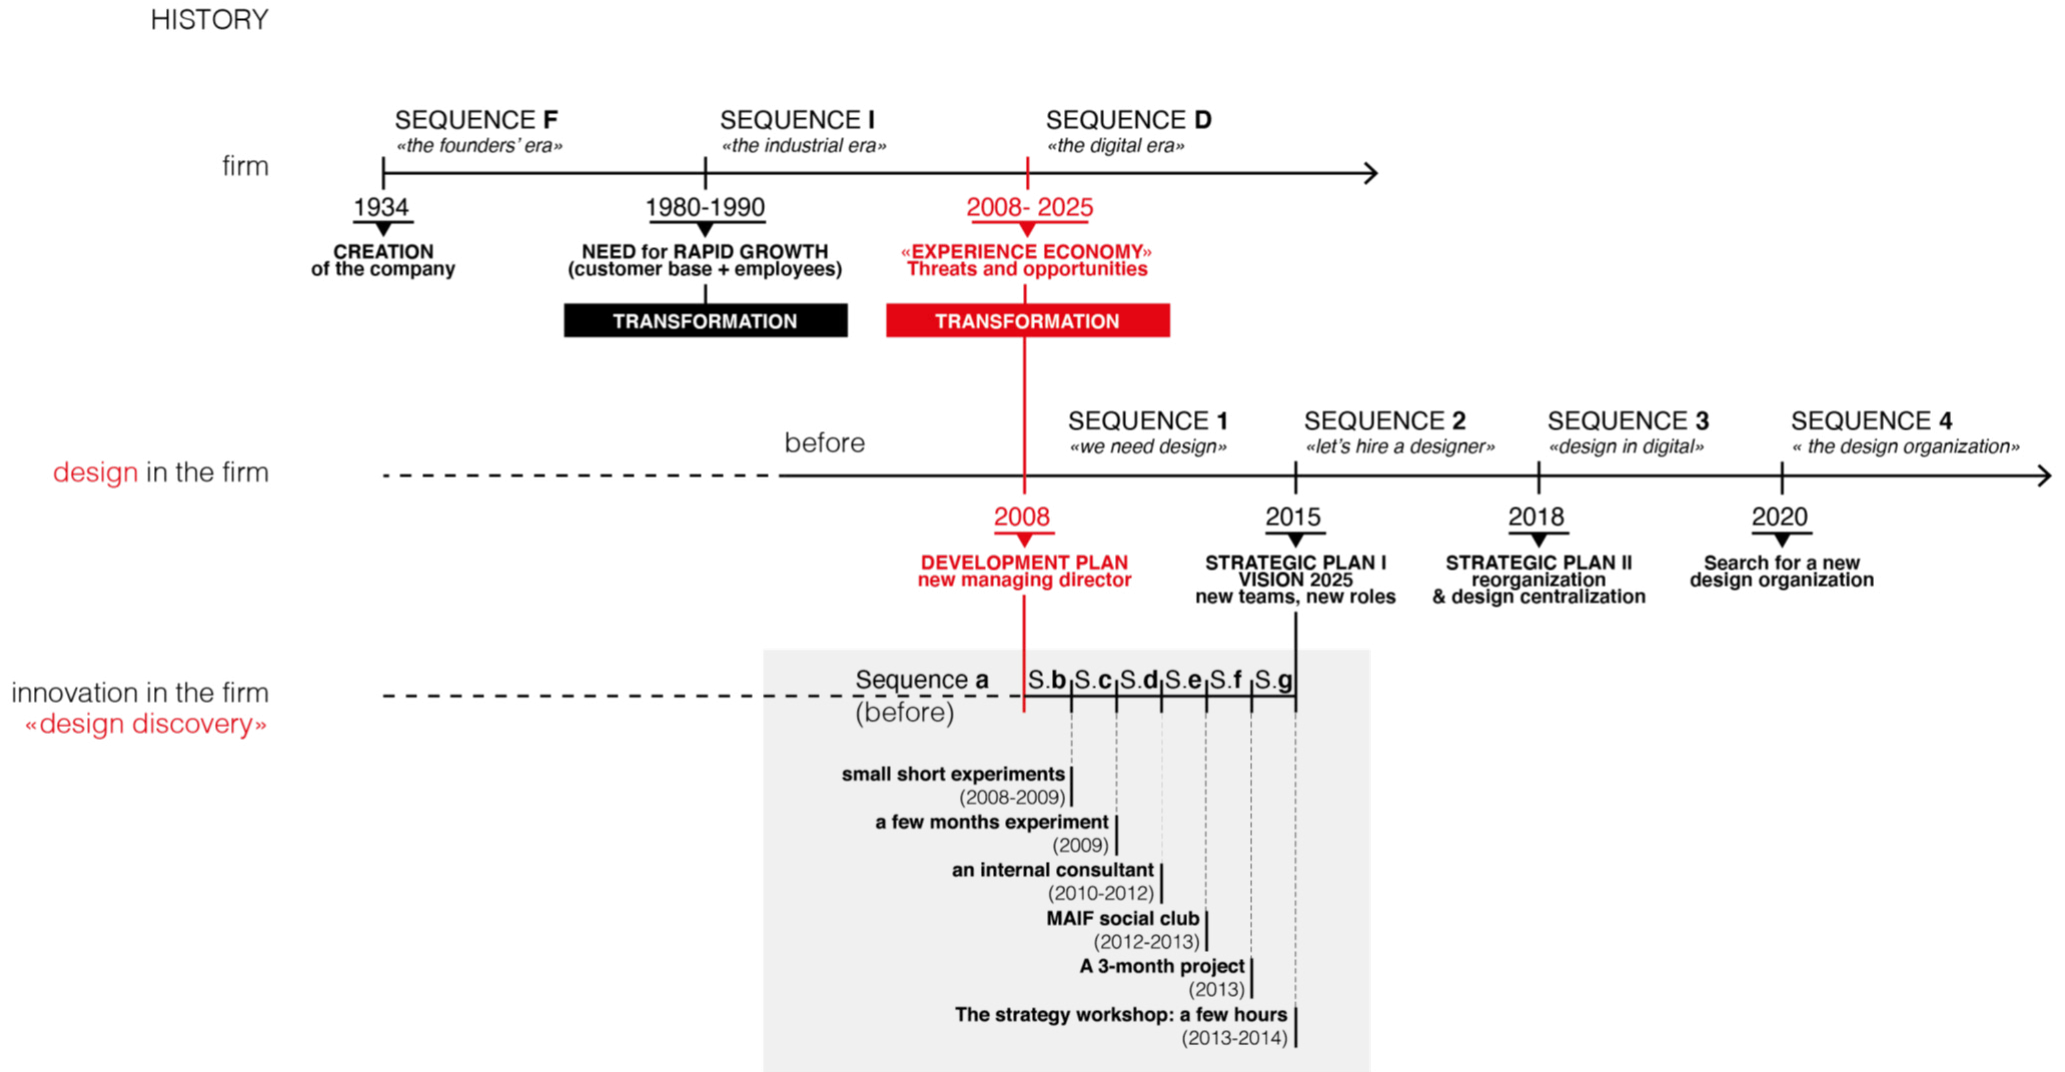 HISTORY
SEQUENCE F
«the founders' era»
SEQUENCE I
«the industrial era»
SEQUENCE D
«the digital era»
firm
1934
CREATION
of the company
1980-1990
NEED for RAPID GROWTH
(customer base + employees)
TRANSFORMATION
2008- 2025
«EXPERIENCE ECONOMY»
Threats and opportunities
TRANSFORMATION
design in the firm
before
SEQUENCE 1
«we need design»
SEQUENCE 2
«let's hire a designer»
SEQUENCE 3
«design in digital»
SEQUENCE 4
« the design organization»
2008
DEVELOPMENT PLAN
new managing director
2015
STRATEGIC PLAN I
VISION 2025
new teams, new roles
2018
STRATEGIC PLAN II
reorganization
& design centralization
2020
Search for a new
design organization
innovation in the firm
«design discovery»
Sequence a
(before)
S.b
S.c
S.d
S.e
S.f
S.g
small short experiments
(2008-2009)
a few months experiment
(2009)
an internal consultant
(2010-2012)
MAIF social club
(2012-2013)
A 3-month project
(2013)
The strategy workshop: a few hours
(2013-2014)